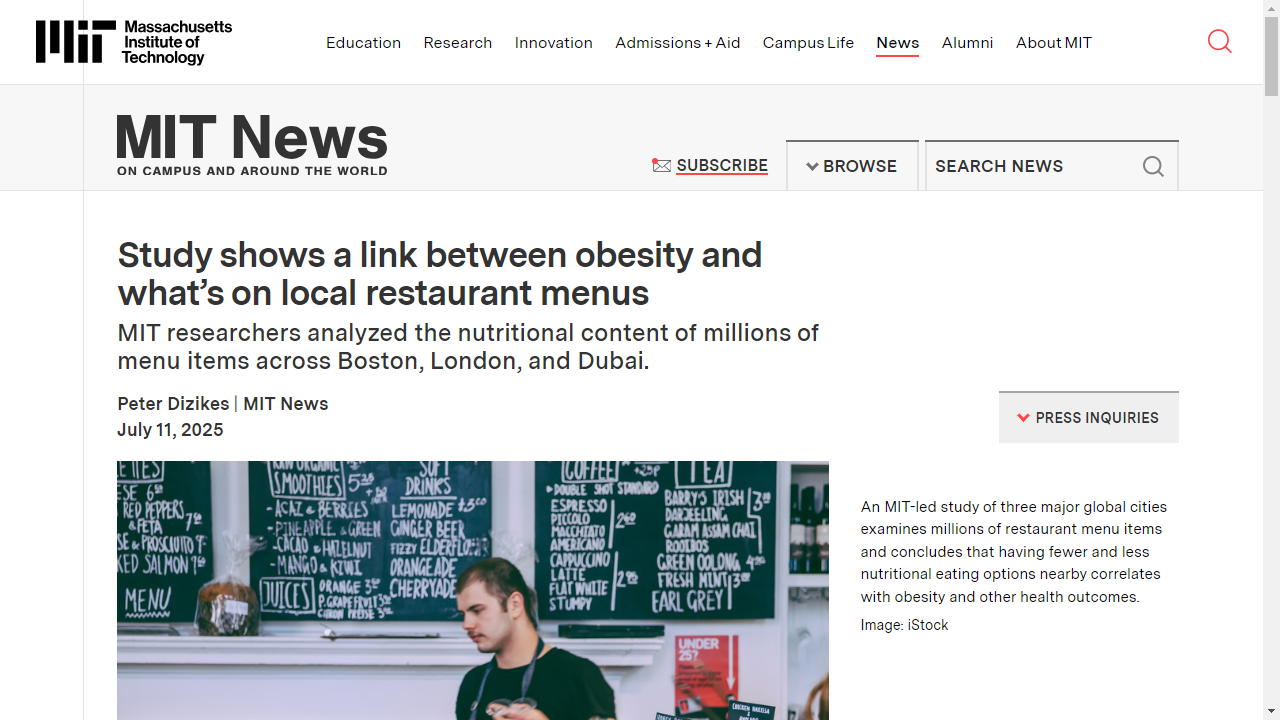 Massachusetts
Institute of
Technology
Education
Research
Innovation
Admissions + Aid
Campus Life
News
Alumni
About MIT
MIT News
ON CAMPUS AND AROUND THE WORLD
SUBSCRIBE
BROWSE
SEARCH NEWS
Study shows a link between obesity and
what’s on local restaurant menus
MIT researchers analyzed the nutritional content of millions of
menu items across Boston, London, and Dubai.
Peter Dizikes | MIT News
July 11, 2025
PRESS INQUIRIES
RED PEPPERS
& FETA 7
SE & PROSCIUTTO 7
KED SALMON 7
MENU
RAW ORGANIC
SMOOTHIES
- ACAI & BERRIES
- PINEAPPLE & GREEN
- CACAO & HAZELNUT
- MANGO & KIWI
JUICES
ORANGE
P. GRAPEFRUIT
SOFT
DRINKS
LEMONADE
GINGER BEER
FIZZY ELDERFLO
ORANGEADE
CHERRYADE
COFFEE
DOUBLE SHOT STANDARD
ESPRESSO
PICCOLO
MACCHIATO
AMERICANO
CAPPUCCINO
LATTE
FLAT WHITE
STUMPY
TEA
BARRY'S IRISH
DARJEELING
GARAM ASSAM CHAI
ROOIBOS
GREEN OOLONG
FRESH MINT
EARL GREY
UNDER
25?
An MIT-led study of three major global cities
examines millions of restaurant menu items
and concludes that having fewer and less
nutritional eating options nearby correlates
with obesity and other health outcomes.
Image: iStock